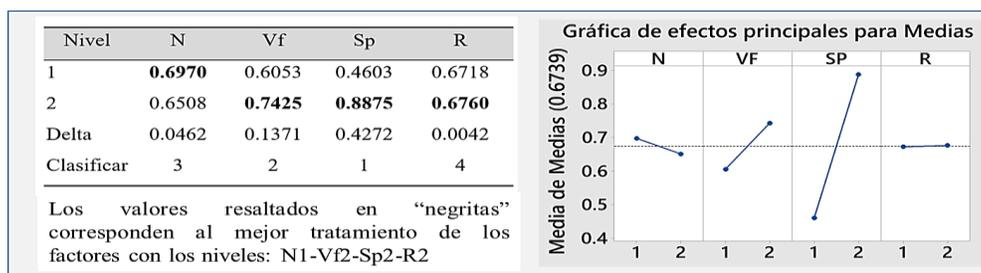 Nivel N Vf Sp R
1 0.6970 0.6053 0.4603 0.6718
2 0.6508 0.7425 0.8875 0.6760
Delta 0.0462 0.1371 0.4272 0.0042
Clasificar 3 2 1 4
Los valores resaltados en “negritas”
corresponden al mejor tratamiento de los
factores con los niveles: N1-Vf2-Sp2-R2
Gráfica de efectos principales para Medias
N VF SP R
Media de Medias (0.6739)
0.9
0.8
0.7
0.6
0.5
0.4
1 2 1 2 1 2 1 2